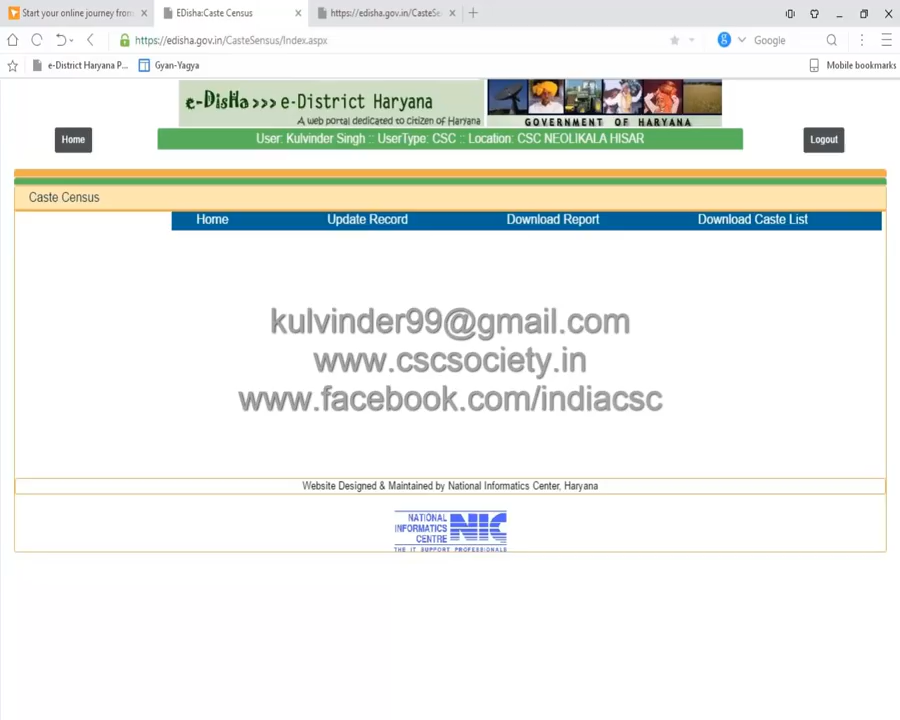 Start your online journey from
EDisha:Caste Census
https://edisha.gov.in/CasteSe
https://edisha.gov.in/CasteSensus/Index.aspx
Google
e-District Haryana P...
Gyan-Yagya
Mobile bookmarks
e-DisHa >>> e-District Haryana
A web portal dedicated to citizen of Haryana
GOVERNMENT OF HARYANA
Home
User: Kulvinder Singh :: UserType: CSC :: Location: CSC NEOLIKALA HISAR
Logout
Caste Census
Home Update Record Download Report Download Caste List
kulvinder99@gmail.com
www.cscsociety.in
www.facebook.com/indiacsc
Website Designed & Maintained by National Informatics Center, Haryana
NATIONAL
INFORMATICS
CENTRE
NIC
THE IT SUPPORT PROFESSIONALS